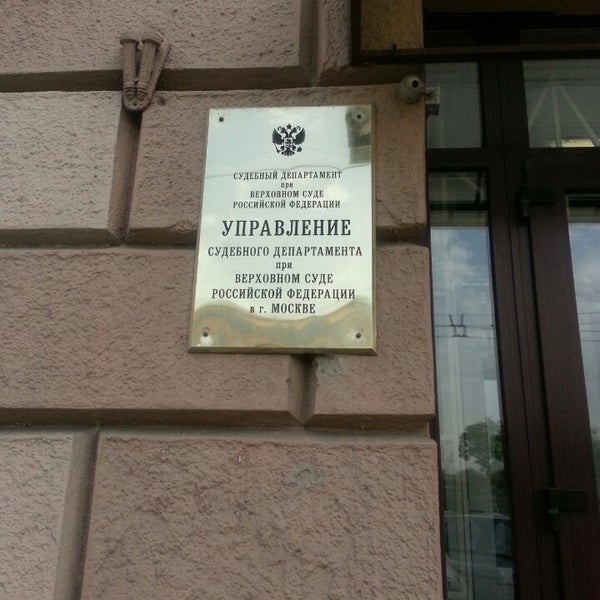 СУДЕБНЫЙ ДЕПАРТАМЕНТ
при
ВЕРХОВНОМ СУДЕ
РОССИЙСКОЙ ФЕДЕРАЦИИ
УПРАВЛЕНИЕ
СУДЕБНОГО ДЕПАРТАМЕНТА
при
ВЕРХОВНОМ СУДЕ
РОССИЙСКОЙ ФЕДЕРАЦИИ
в г. МОСКВЕ